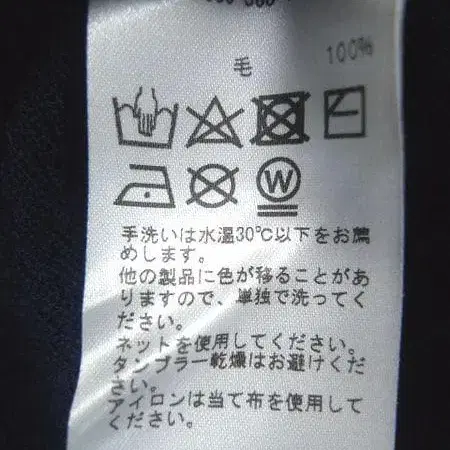 毛 100%
W
手洗いは水温30℃以下をお薦
めします。
他の製品に色が移ることがあ
りますので、単独で洗ってく
ださい。
ネットを使用してください。
タンブラー乾燥はお避けくだ
さい。
アイロンは当て布を使用して
ください。